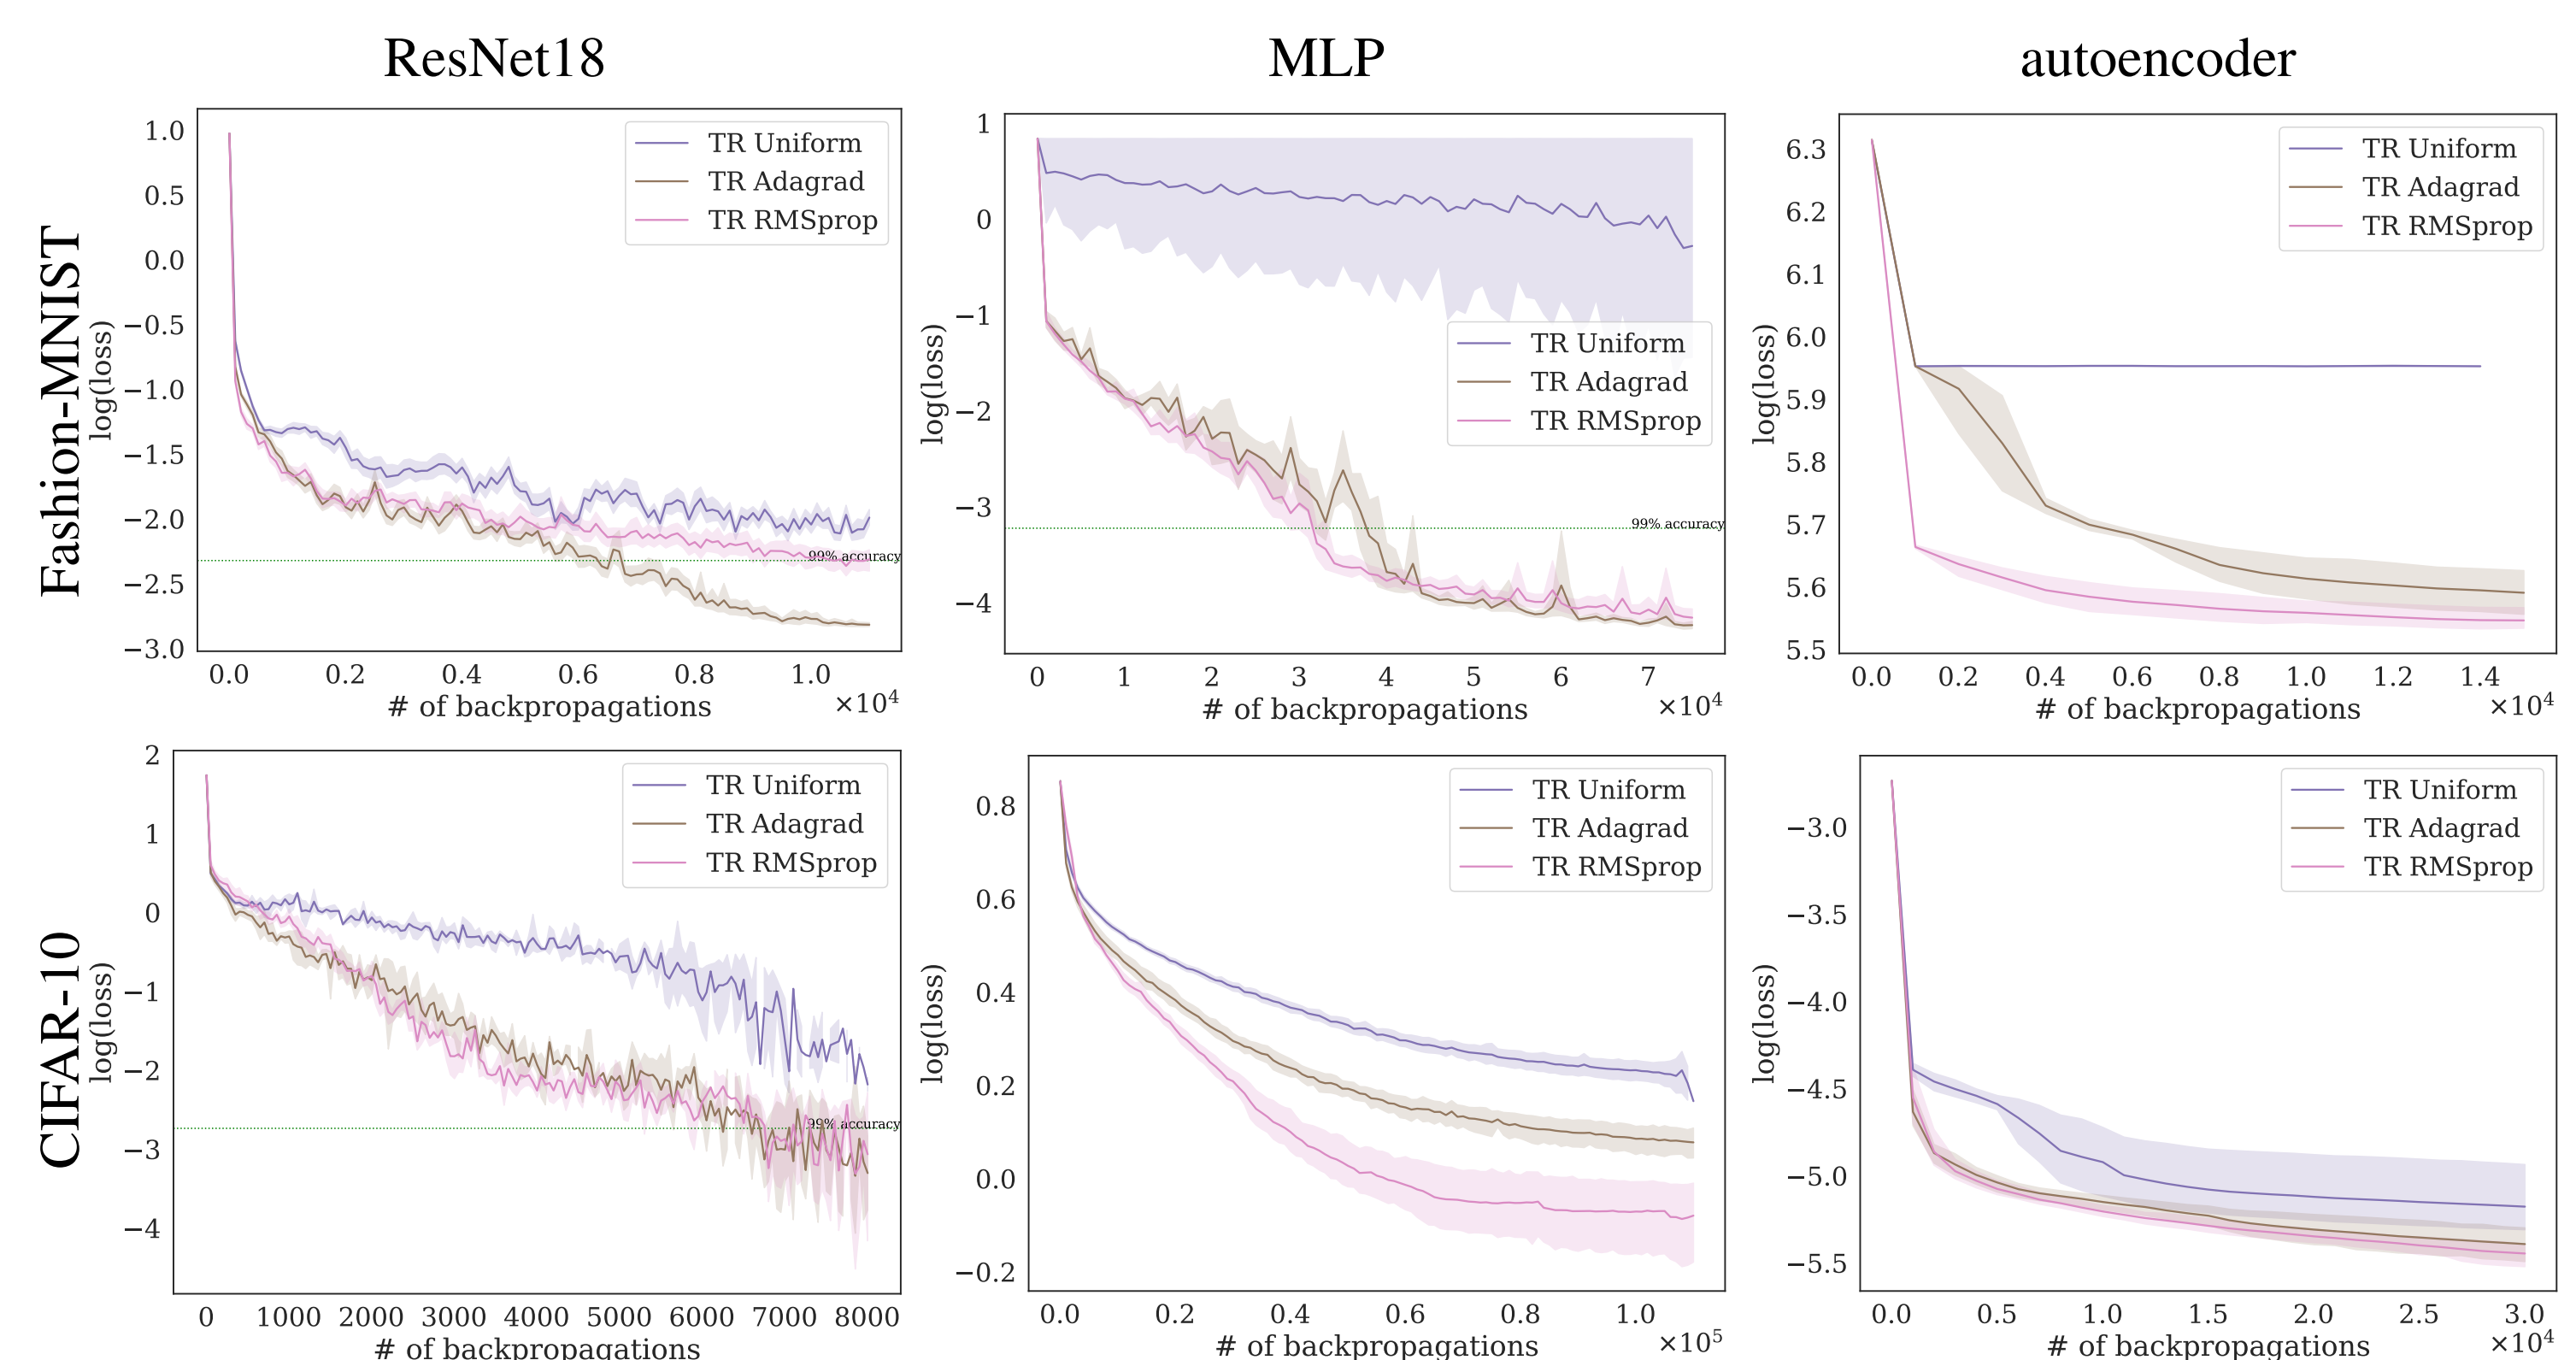 ResNet18 MLP autoencoder
Fashion-MNIST
log(loss)
1.0
0.5
0.0
−0.5
−1.0
−1.5
−2.0
−2.5
−3.0
TR Uniform
TR Adagrad
TR RMSprop
99% accuracy
0.0 0.2 0.4 0.6 0.8 1.0
# of backpropagations
×10⁴
log(loss)
1
0
−1
−2
−3
−4
TR Uniform
TR Adagrad
TR RMSprop
99% accuracy
0 1 2 3 4 5 6 7
# of backpropagations
×10⁴
log(loss)
6.3
6.2
6.1
6.0
5.9
5.8
5.7
5.6
5.5
TR Uniform
TR Adagrad
TR RMSprop
0.0 0.2 0.4 0.6 0.8 1.0 1.2 1.4
# of backpropagations
×10⁴
CIFAR-10
log(loss)
2
1
0
−1
−2
−3
−4
TR Uniform
TR Adagrad
TR RMSprop
99% accuracy
0 1000 2000 3000 4000 5000 6000 7000 8000
# of backpropagations
log(loss)
0.8
0.6
0.4
0.2
0.0
−0.2
TR Uniform
TR Adagrad
TR RMSprop
0.0 0.2 0.4 0.6 0.8 1.0
# of backpropagations
×10⁵
log(loss)
−3.0
−3.5
−4.0
−4.5
−5.0
−5.5
TR Uniform
TR Adagrad
TR RMSprop
0.0 0.5 1.0 1.5 2.0 2.5 3.0
# of backpropagations
×10⁴